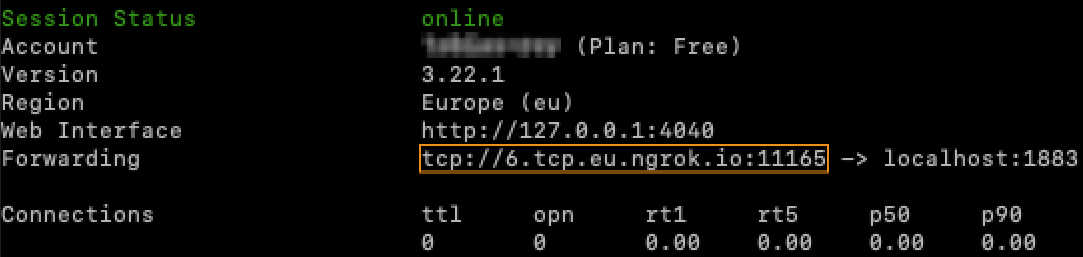 Session Status online
Account (Plan: Free)
Version 3.22.1
Region Europe (eu)
Web Interface http://127.0.0.1:4040
Forwarding tcp://6.tcp.eu.ngrok.io:11165 -> localhost:1883
Connections ttl opn rt1 rt5 p50 p90
0 0 0.00 0.00 0.00 0.00